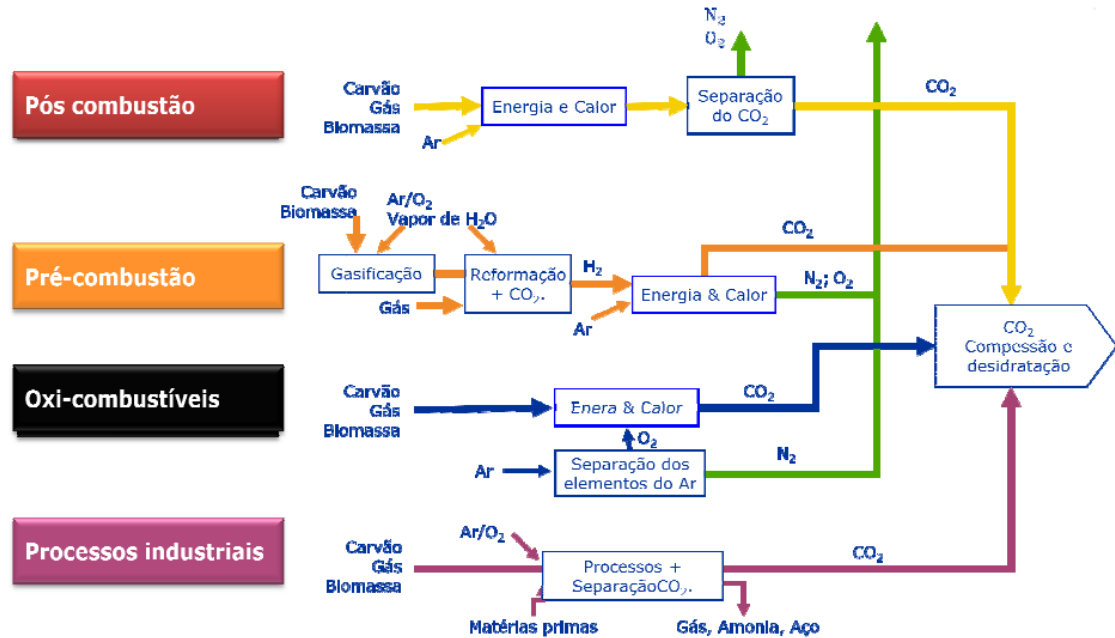 N₂
O₂
Pós combustão
Carvão
Gás
Biomassa
Ar
Energia e Calor
Separação
do CO₂
CO₂
Pré-combustão
Carvão
Biomassa
Ar/O₂
Vapor de H₂O
Gasificação
Gás
Reformação
+ CO₂.
H₂
Ar
Energia & Calor
CO₂
N₂; O₂
CO₂
Compessão e
desidratação
Oxi-combustíveis
Carvão
Gás
Biomassa
Enera & Calor
CO₂
O₂
Ar
Separação dos
elementos do Ar
N₂
Processos industriais
Carvão
Gás
Biomassa
Ar/O₂
Processos +
SeparaçãoCO₂.
CO₂
Matérias primas
Gás, Amonia, Aço